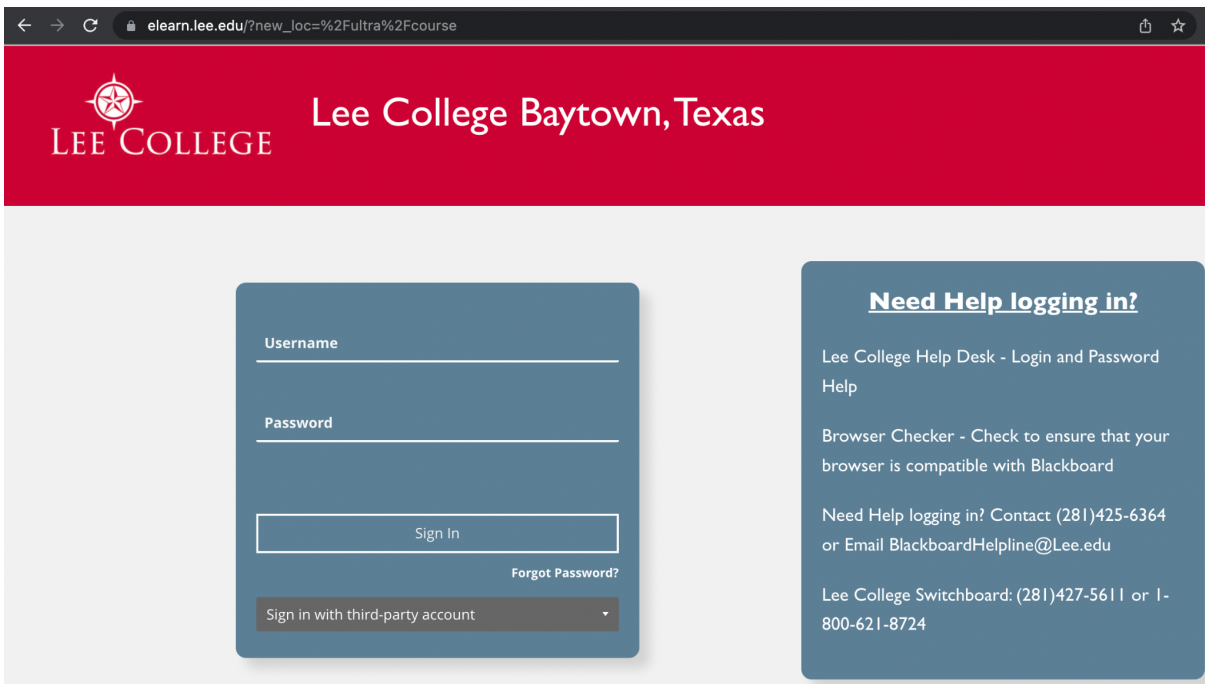 elearn.lee.edu/?new_loc=%2Fultra%2Fcourse
LEE COLLEGE
Lee College Baytown, Texas
Username
Password
Sign In
Forgot Password?
Sign in with third-party account
Need Help logging in?
Lee College Help Desk - Login and Password
Help
Browser Checker - Check to ensure that your
browser is compatible with Blackboard
Need Help logging in? Contact (281)425-6364
or Email BlackboardHelpline@Lee.edu
Lee College Switchboard: (281)427-5611 or 1-
800-621-8724